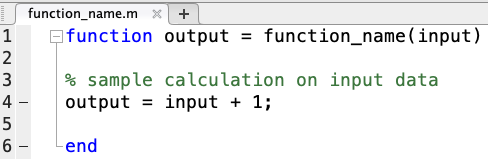 function_name.m × +
1 function output = function_name(input)
2
3 % sample calculation on input data
4 – output = input + 1;
5
6 – end